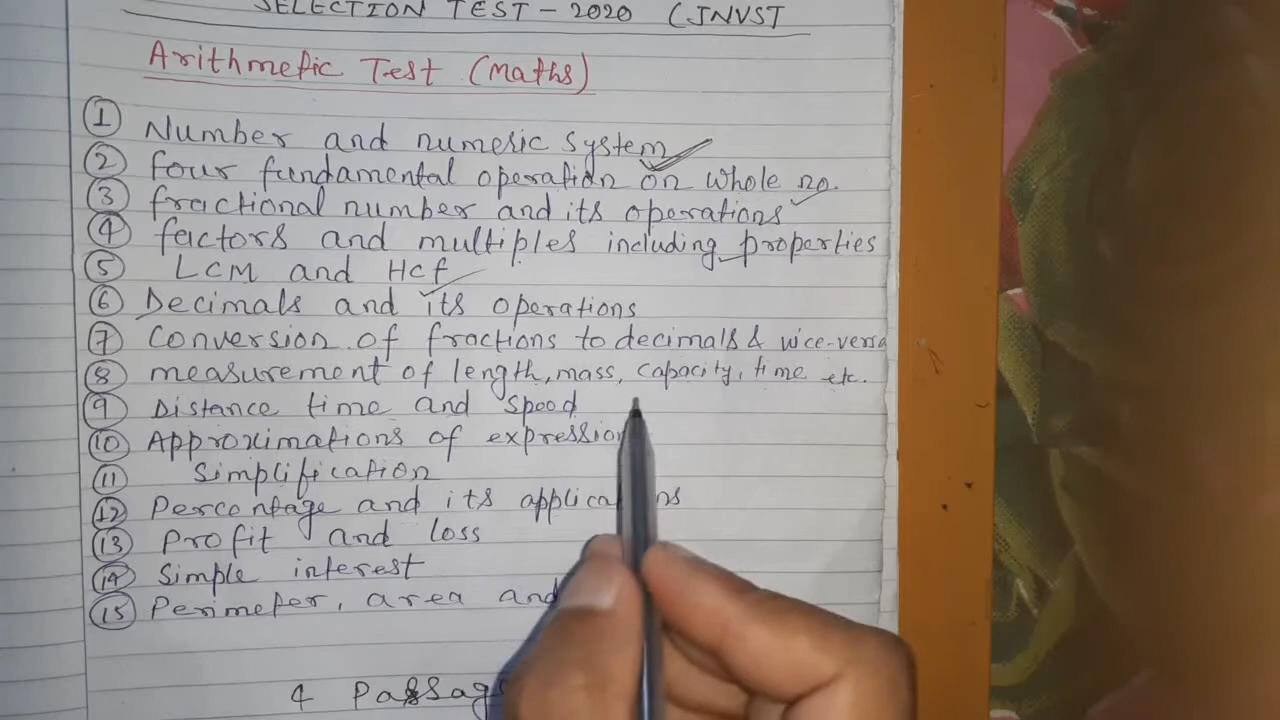 SELECTION TEST - 2020 (JNVST
Arithmetic Test (Maths)
① Number and numeric system
② four fundamental operation on whole no.
③ fractional number and its operations
④ factors and multiples including properties
⑤ LCM and HCf
⑥ Decimals and its operations
⑦ Conversion of fractions to decimals & vice-versa
⑧ measurement of length, mass, capacity, time etc.
⑨ Distance time and speed
⑩ Approximations of expression
⑪ Simplification
⑫ Percentage and its applications
⑬ Profit and loss
⑭ Simple interest
⑮ Perimeter, area and
4 Passag